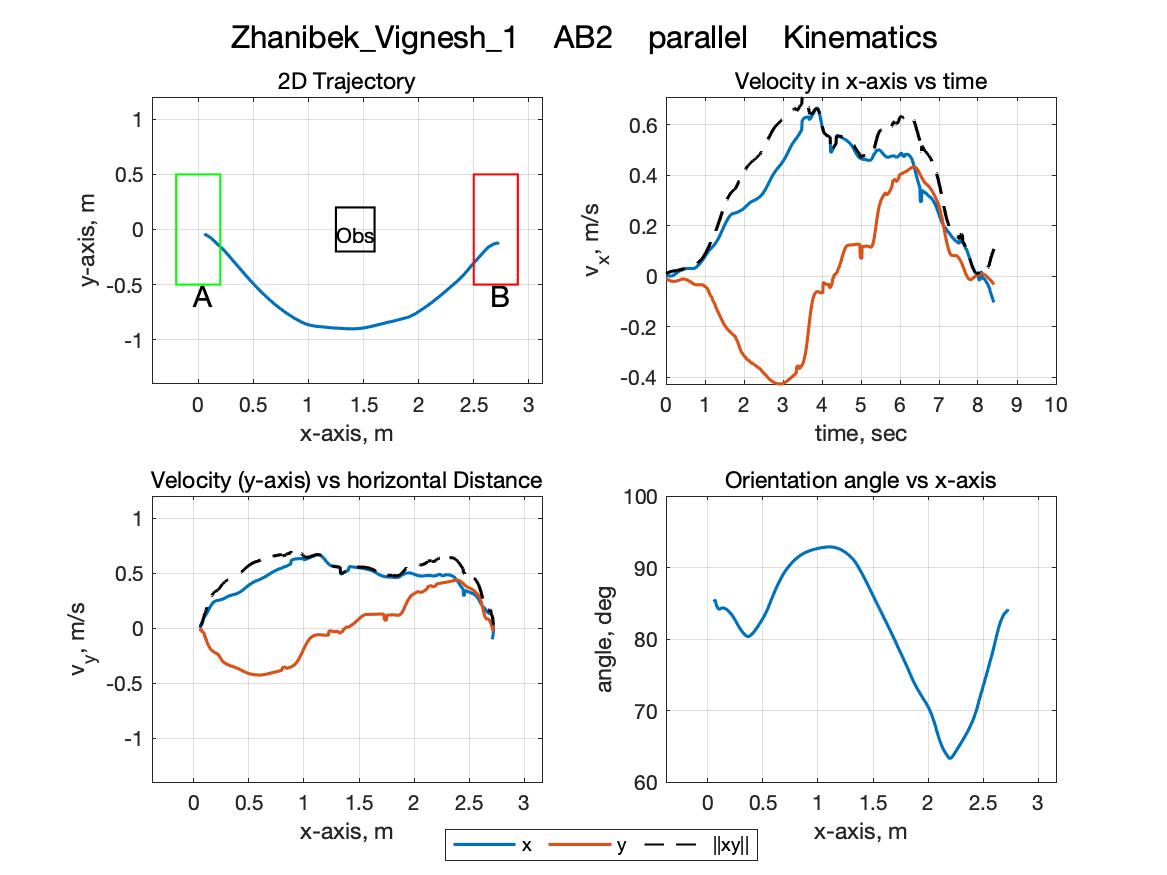 Zhanibek_Vignesh_1 AB2 parallel Kinematics
2D Trajectory
1
0.5
0
-0.5
-1
y-axis, m
A
Obs
B
0 0.5 1 1.5 2 2.5 3
x-axis, m
Velocity in x-axis vs time
0.6
0.4
0.2
0
-0.2
-0.4
v_x, m/s
0 1 2 3 4 5 6 7 8 9 10
time, sec
Velocity (y-axis) vs horizontal Distance
1
0.5
0
-0.5
-1
v_y, m/s
0 0.5 1 1.5 2 2.5 3
x-axis, m
Orientation angle vs x-axis
100
90
80
70
60
angle, deg
0 0.5 1 1.5 2 2.5 3
x-axis, m
x y ||xy||